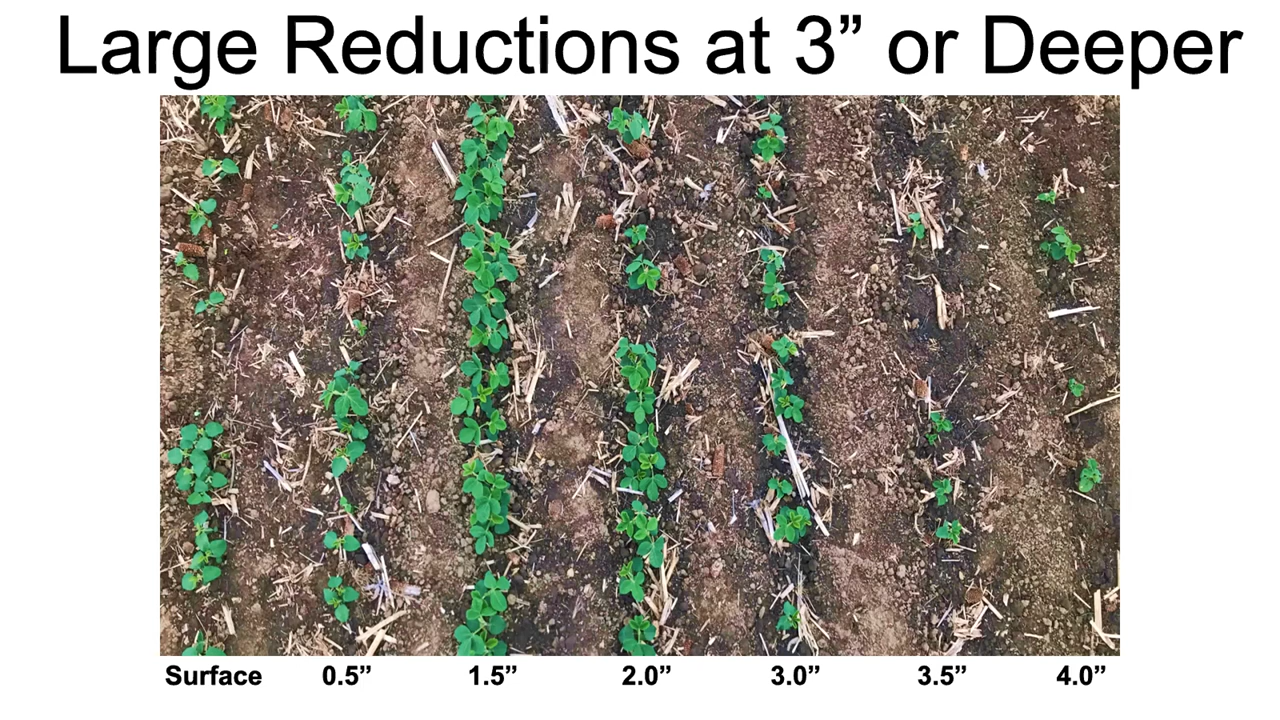 Large Reductions at 3” or Deeper
Surface 0.5” 1.5” 2.0” 3.0” 3.5” 4.0”